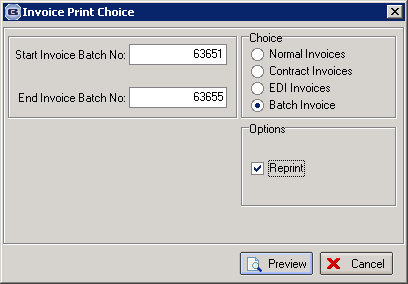 Invoice Print Choice
Start Invoice Batch No: 63651
End Invoice Batch No: 63655
Choice
Normal Invoices
Contract Invoices
EDI Invoices
Batch Invoice
Options
Reprint
Preview
Cancel